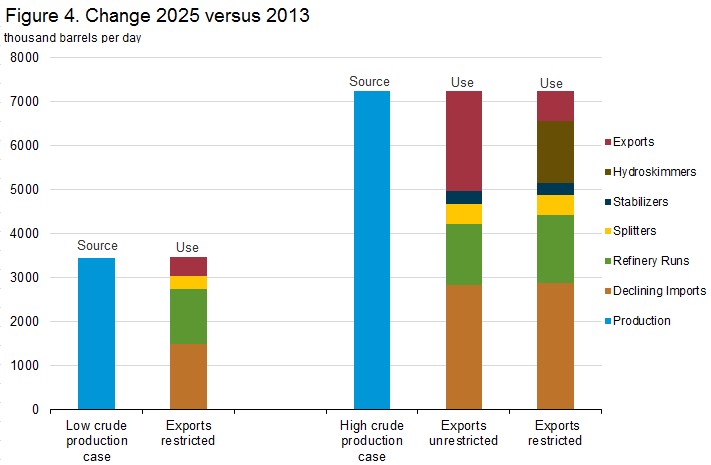 Figure 4. Change 2025 versus 2013
thousand barrels per day
8000
7000
6000
5000
4000
3000
2000
1000
0
Source
Use
Source
Use
Use
Low crude
production
case
Exports
restricted
High crude
production
case
Exports
unrestricted
Exports
restricted
Exports
Hydroskimmers
Stabilizers
Splitters
Refinery Runs
Declining Imports
Production